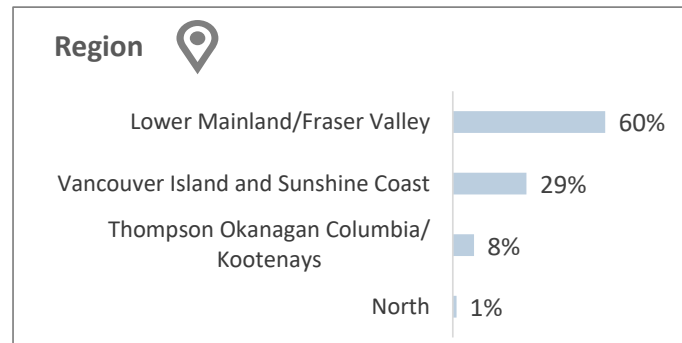 Region
Lower Mainland/Fraser Valley 60%
Vancouver Island and Sunshine Coast 29%
Thompson Okanagan Columbia/
Kootenays 8%
North 1%